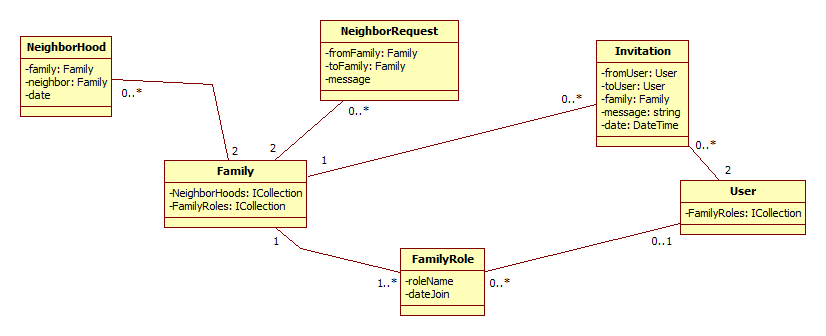 NeighborHood
-family: Family
-neighbor: Family
-date
0..*
2
NeighborRequest
-fromFamily: Family
-toFamily: Family
-message
0..*
2
Invitation
-fromUser: User
-toUser: User
-family: Family
-message: string
-date: DateTime
0..*
1
0..*
2
Family
-NeighborHoods: ICollection
-FamilyRoles: ICollection
1
1..*
User
-FamilyRoles: ICollection
0..1
0..*
FamilyRole
-roleName
-dateJoin